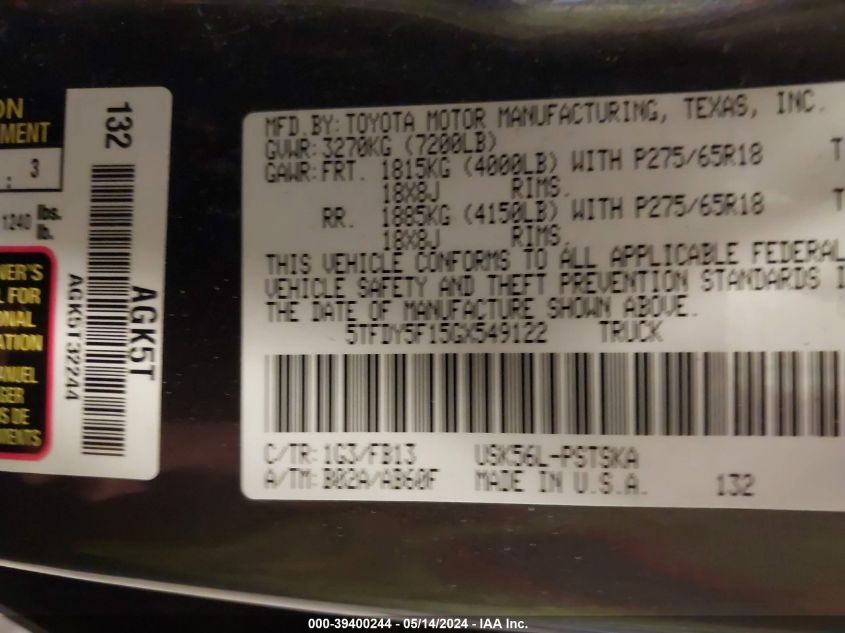 ON
MENT
: 3
1240 lbs.
lb.
NER'S
L FOR
ONAL
ATION
ANUEL
GER
S DE
MENTS
132
AGK5T
AGK5T32244
MFD.BY:TOYOTA MOTOR MANUFACTURING, TEXAS, INC.
GVWR:3270KG (7200LB)
GAWR:FRT. 1815KG (4000LB) WITH P275/65R18 T
18X8J RIMS.
RR. 1885KG (4150LB) WITH P275/65R18 T
18X8J RIMS.
THIS VEHICLE CONFORMS TO ALL APPLICABLE FEDERAL
VEHICLE SAFETY AND THEFT PREVENTION STANDARDS I
THE DATE OF MANUFACTURE SHOWN ABOVE.
5TFDY5F15GX549122 TRUCK
C/TR:1G3/FB13 USK56L-PSTSKA
A/TM:B02A/AB60F MADE IN U.S.A. 132
000-39400244 - 05/14/2024 - IAA Inc.